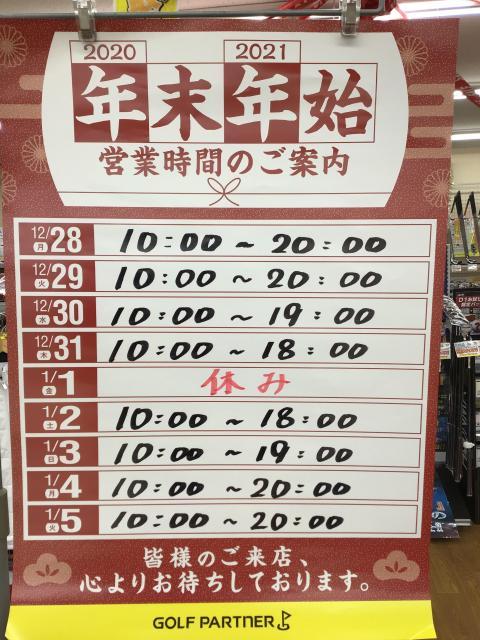 2020 2021
年末年始
営業時間のご案内
12/28 月 10:00 ~ 20:00
12/29 火 10:00 ~ 20:00
12/30 水 10:00 ~ 19:00
12/31 木 10:00 ~ 18:00
1/1 金 休み
1/2 土 10:00 ~ 18:00
1/3 日 10:00 ~ 19:00
1/4 月 10:00 ~ 20:00
1/5 火 10:00 ~ 20:00
皆様のご来店、
心よりお待ちしております。
GOLF PARTNER